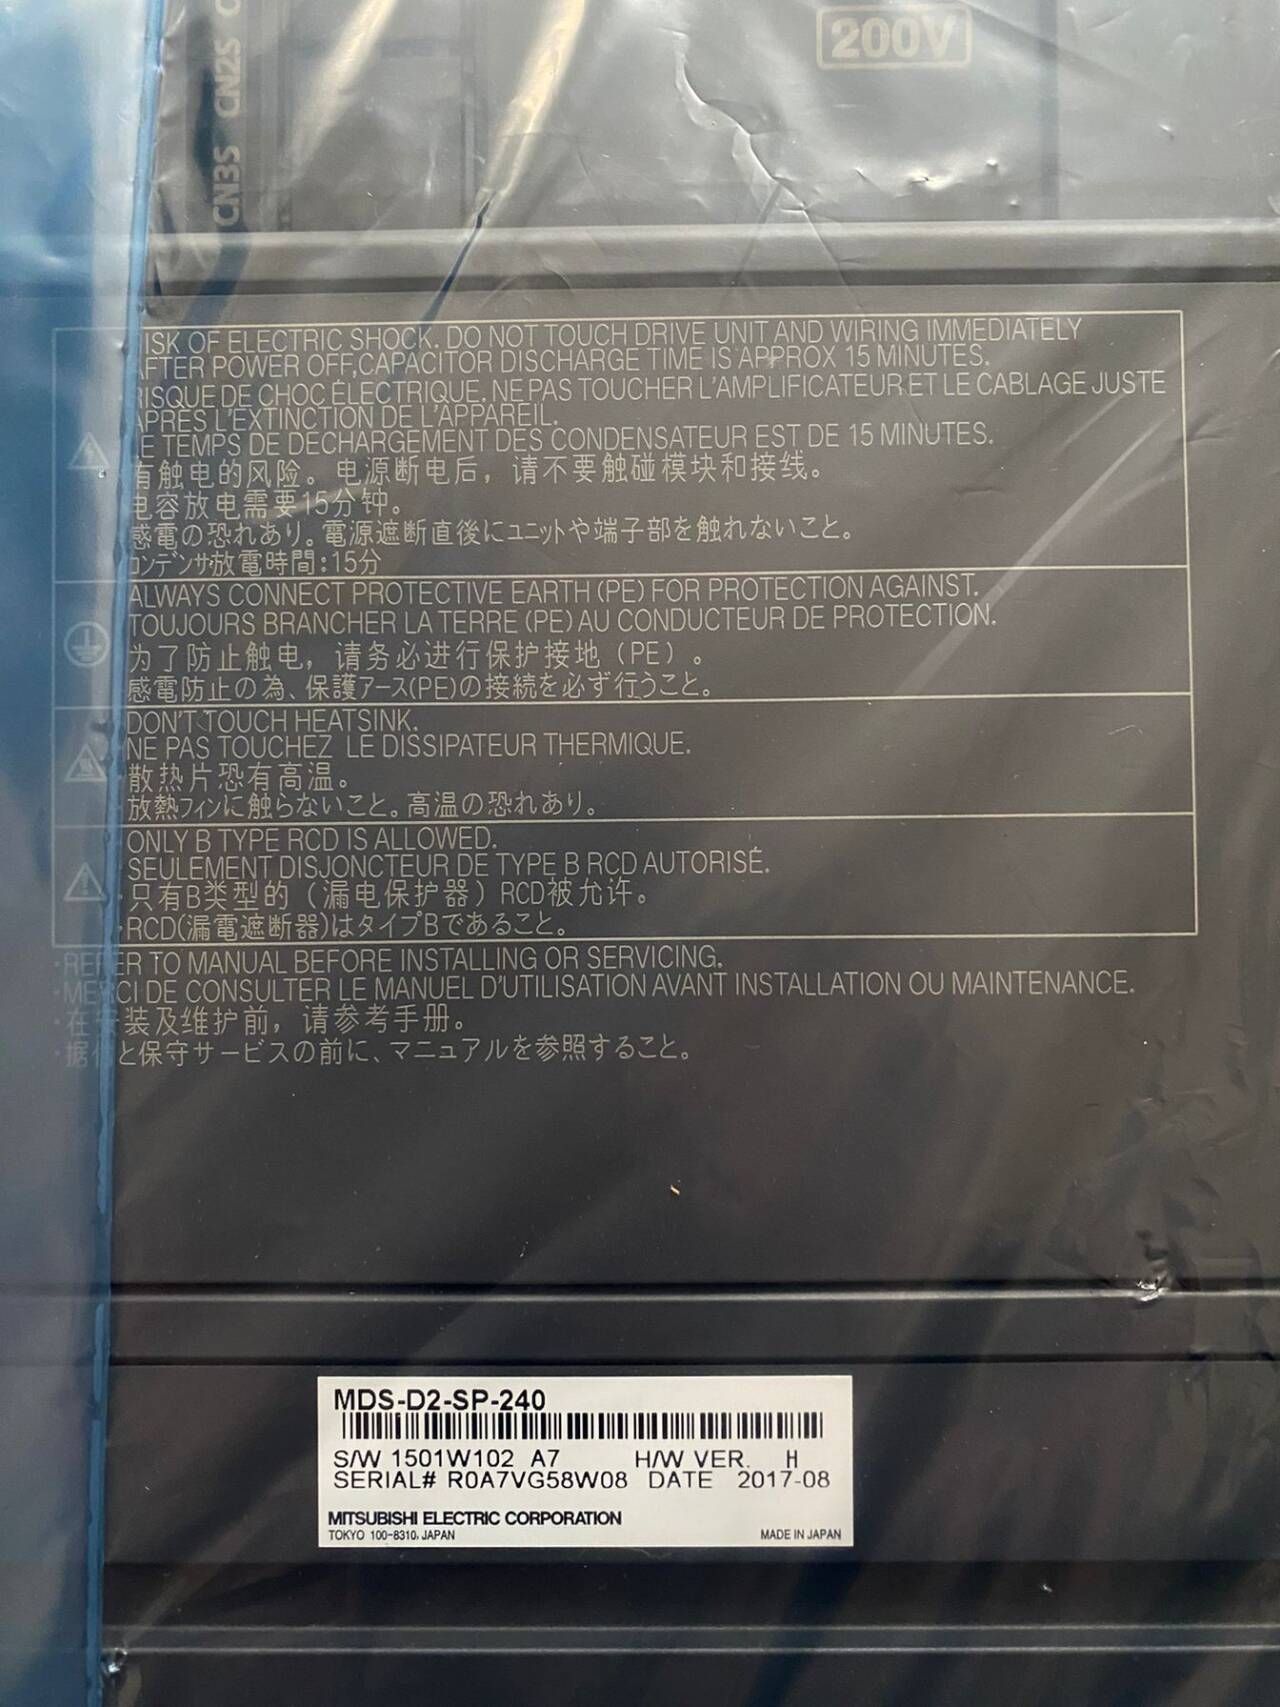 200V
CN3S CN2S
ISK OF ELECTRIC SHOCK. DO NOT TOUCH DRIVE UNIT AND WIRING IMMEDIATELY
AFTER POWER OFF,CAPACITOR DISCHARGE TIME IS APPROX 15 MINUTES.
RISQUE DE CHOC ÉLECTRIQUE. NE PAS TOUCHER L'AMPLIFICATEUR ET LE CABLAGE JUSTE
APRES L'EXTINCTION DE L'APPAREIL.
LE TEMPS DE DECHARGEMENT DES CONDENSATEUR EST DE 15 MINUTES.
有触电的风险。电源断电后，请不要触碰模块和接线。
电容放电需要15分钟。
感電の恐れあり。電源遮断直後にユニットや端子部を触れないこと。
コンデンサ放電時間:15分
ALWAYS CONNECT PROTECTIVE EARTH (PE) FOR PROTECTION AGAINST.
TOUJOURS BRANCHER LA TERRE (PE) AU CONDUCTEUR DE PROTECTION.
为了防止触电，请务必进行保护接地（PE）。
感電防止の為、保護アース(PE)の接続を必ず行うこと。
DON'T TOUCH HEATSINK.
NE PAS TOUCHEZ LE DISSIPATEUR THERMIQUE.
散热片恐有高温。
放熱フィンに触らないこと。高温の恐れあり。
ONLY B TYPE RCD IS ALLOWED.
SEULEMENT DISJONCTEUR DE TYPE B RCD AUTORISÉ.
・只有B类型的（漏电保护器）RCD被允许。
・RCD(漏電遮断器)はタイプBであること。
・REFER TO MANUAL BEFORE INSTALLING OR SERVICING.
・MERCI DE CONSULTER LE MANUEL D'UTILISATION AVANT INSTALLATION OU MAINTENANCE.
・在安装及维护前，请参考手册。
・据付と保守サービスの前に、マニュアルを参照すること。
MDS-D2-SP-240
S/W 1501W102 A7 H/W VER. H
SERIAL# R0A7VG58W08 DATE 2017-08
MITSUBISHI ELECTRIC CORPORATION
TOKYO 100-8310, JAPAN MADE IN JAPAN